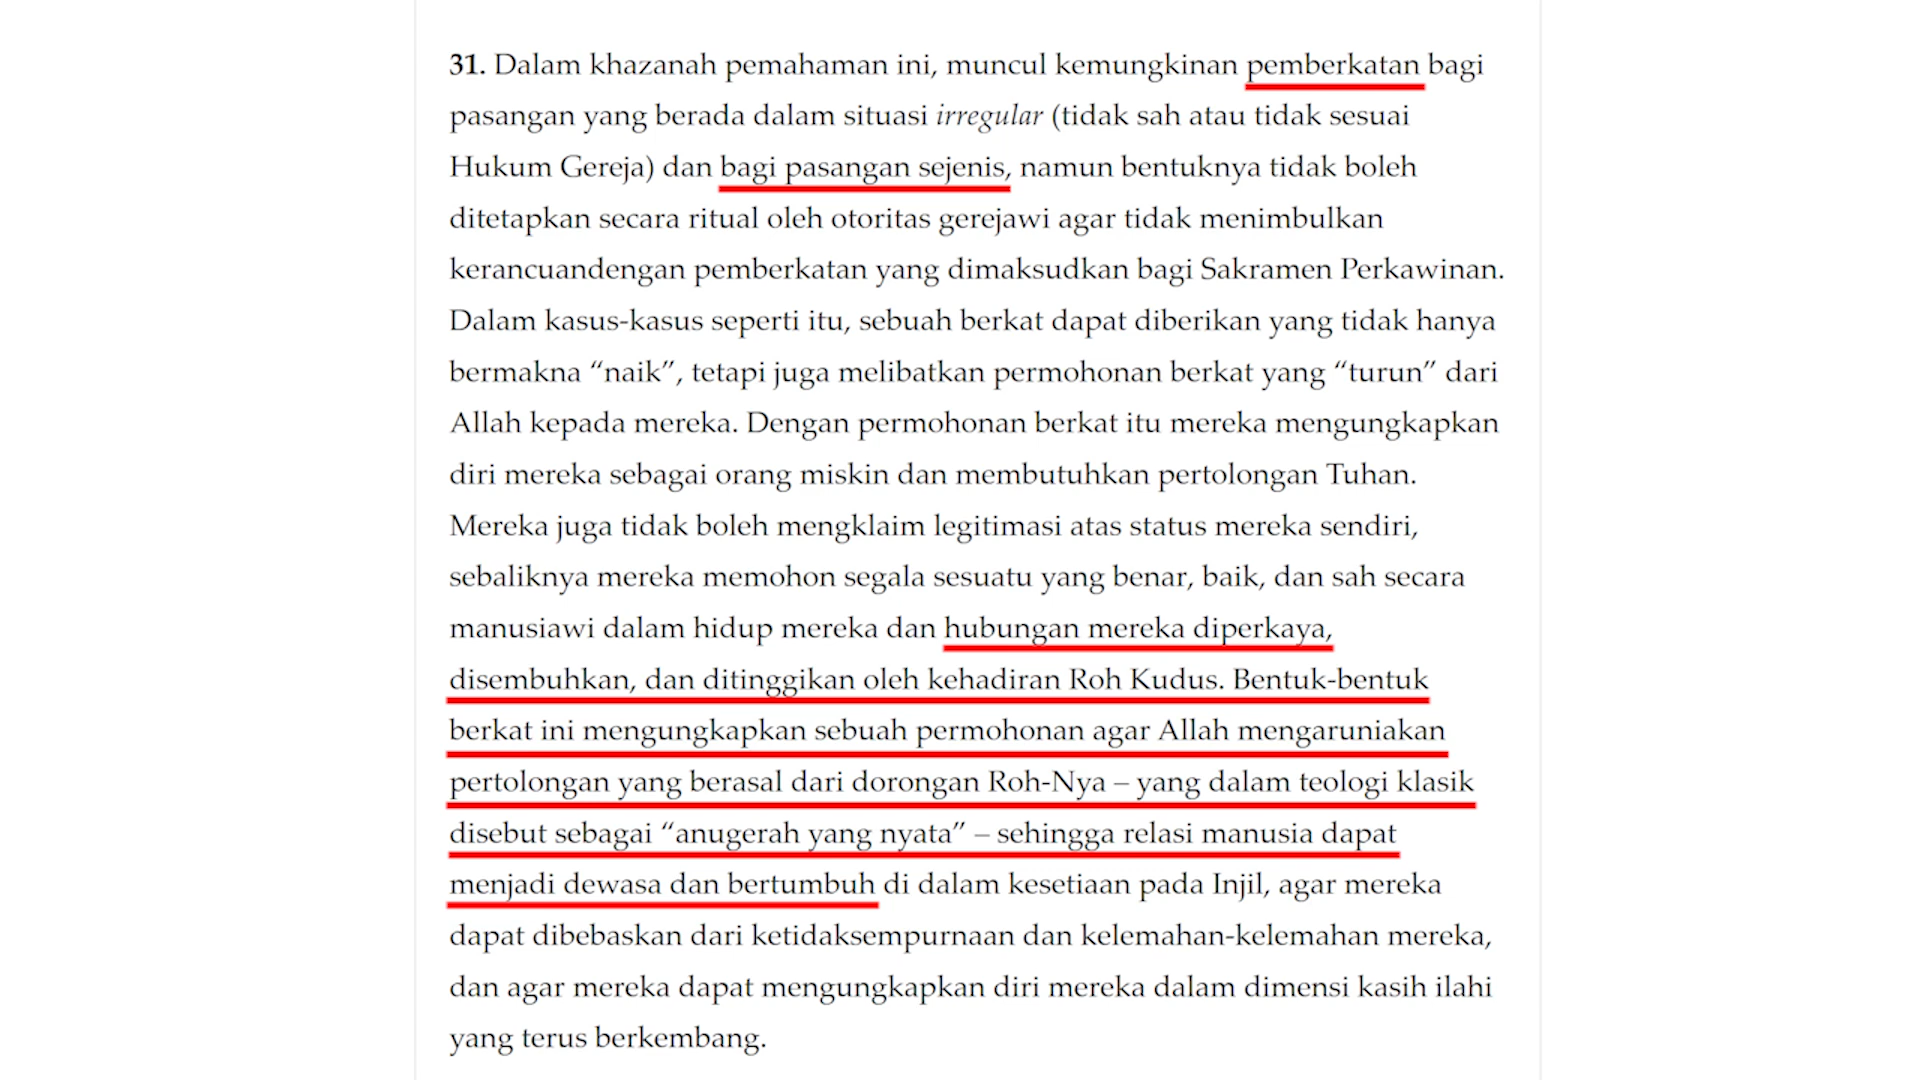 31. Dalam khazanah pemahaman ini, muncul kemungkinan pemberkatan bagi
pasangan yang berada dalam situasi irregular (tidak sah atau tidak sesuai
Hukum Gereja) dan bagi pasangan sejenis, namun bentuknya tidak boleh
ditetapkan secara ritual oleh otoritas gerejawi agar tidak menimbulkan
kerancuandengan pemberkatan yang dimaksudkan bagi Sakramen Perkawinan.
Dalam kasus-kasus seperti itu, sebuah berkat dapat diberikan yang tidak hanya
bermakna “naik”, tetapi juga melibatkan permohonan berkat yang “turun” dari
Allah kepada mereka. Dengan permohonan berkat itu mereka mengungkapkan
diri mereka sebagai orang miskin dan membutuhkan pertolongan Tuhan.
Mereka juga tidak boleh mengklaim legitimasi atas status mereka sendiri,
sebaliknya mereka memohon segala sesuatu yang benar, baik, dan sah secara
manusiawi dalam hidup mereka dan hubungan mereka diperkaya,
disembuhkan, dan ditinggikan oleh kehadiran Roh Kudus. Bentuk-bentuk
berkat ini mengungkapkan sebuah permohonan agar Allah mengaruniakan
pertolongan yang berasal dari dorongan Roh-Nya – yang dalam teologi klasik
disebut sebagai “anugerah yang nyata” – sehingga relasi manusia dapat
menjadi dewasa dan bertumbuh di dalam kesetiaan pada Injil, agar mereka
dapat dibebaskan dari ketidaksempurnaan dan kelemahan-kelemahan mereka,
dan agar mereka dapat mengungkapkan diri mereka dalam dimensi kasih ilahi
yang terus berkembang.